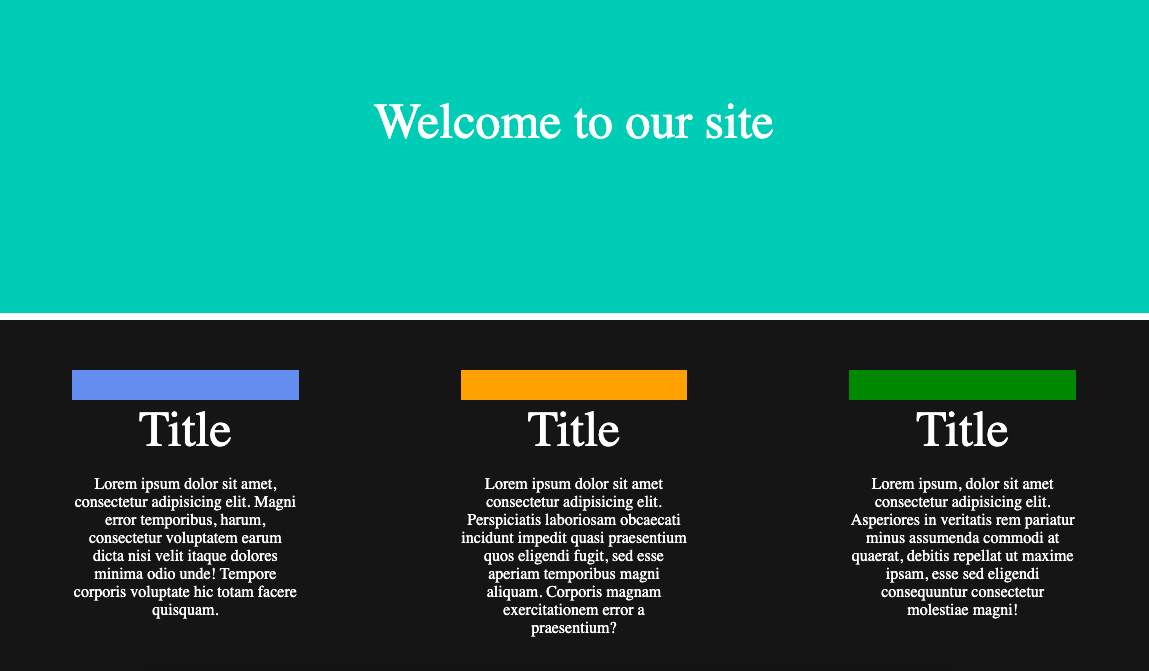 Welcome to our site
Title
Lorem ipsum dolor sit amet,
consectetur adipisicing elit. Magni
error temporibus, harum,
consectetur voluptatem earum
dicta nisi velit itaque dolores
minima odio unde! Tempore
corporis voluptate hic totam facere
quisquam.
Title
Lorem ipsum dolor sit amet
consectetur adipisicing elit.
Perspiciatis laboriosam obcaecati
incidunt impedit quasi praesentium
quos eligendi fugit, sed esse
aperiam temporibus magni
aliquam. Corporis magnam
exercitationem error a
praesentium?
Title
Lorem ipsum, dolor sit amet
consectetur adipisicing elit.
Asperiores in veritatis rem pariatur
minus assumenda commodi at
quaerat, debitis repellat ut maxime
ipsam, esse sed eligendi
consequuntur consectetur
molestiae magni!